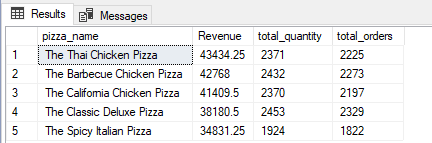 Results Messages
pizza_name Revenue total_quantity total_orders
1 The Thai Chicken Pizza 43434.25 2371 2225
2 The Barbecue Chicken Pizza 42768 2432 2273
3 The California Chicken Pizza 41409.5 2370 2197
4 The Classic Deluxe Pizza 38180.5 2453 2329
5 The Spicy Italian Pizza 34831.25 1924 1822